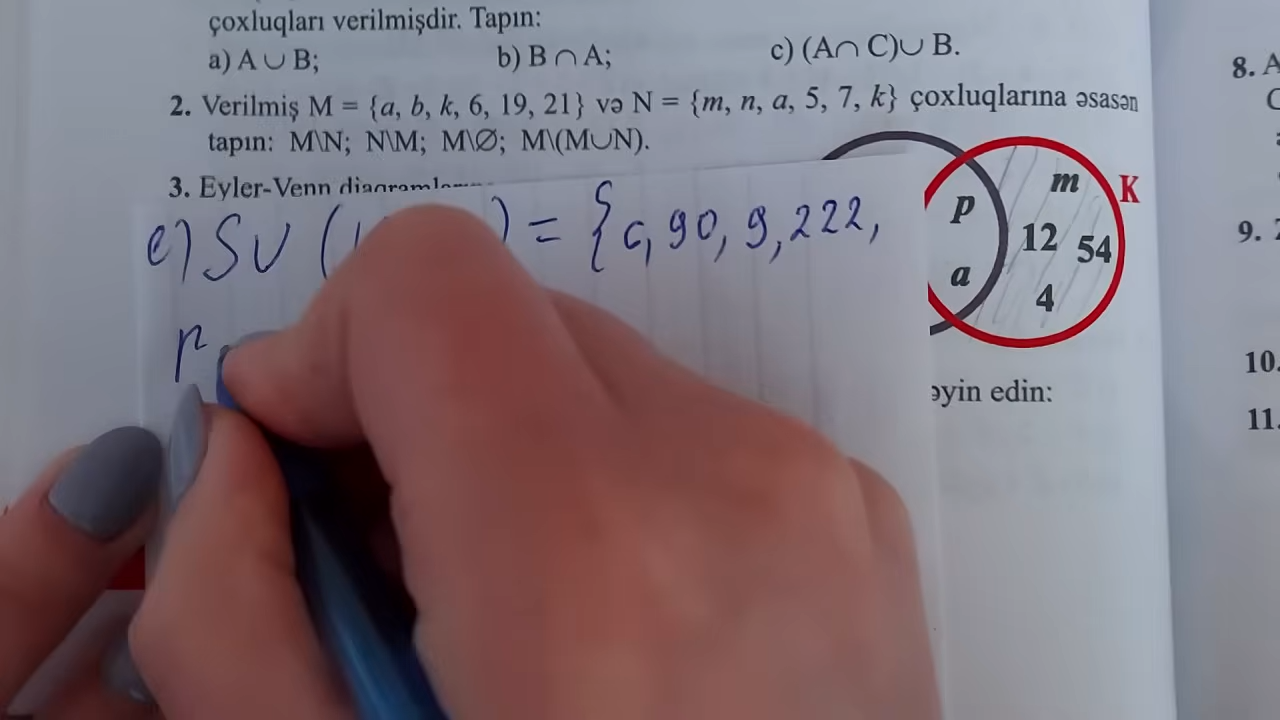 çoxluqları verilmişdir. Tapın:
a) A ∪ B; b) B ∩ A; c) (A∩ C)∪ B.
2. Verilmiş M = {a, b, k, 6, 19, 21} və N = {m, n, a, 5, 7, k} çoxluqlarına əsasən
tapın: M\N; N\M; M\Ø; M\(M∪N).
3. Eyler-Venn
e) S∪ ( ) = {c, 90, 9, 222,
p
m
K
p
12 54
a
4
əyin edin:
8. A
9.
10.
11.